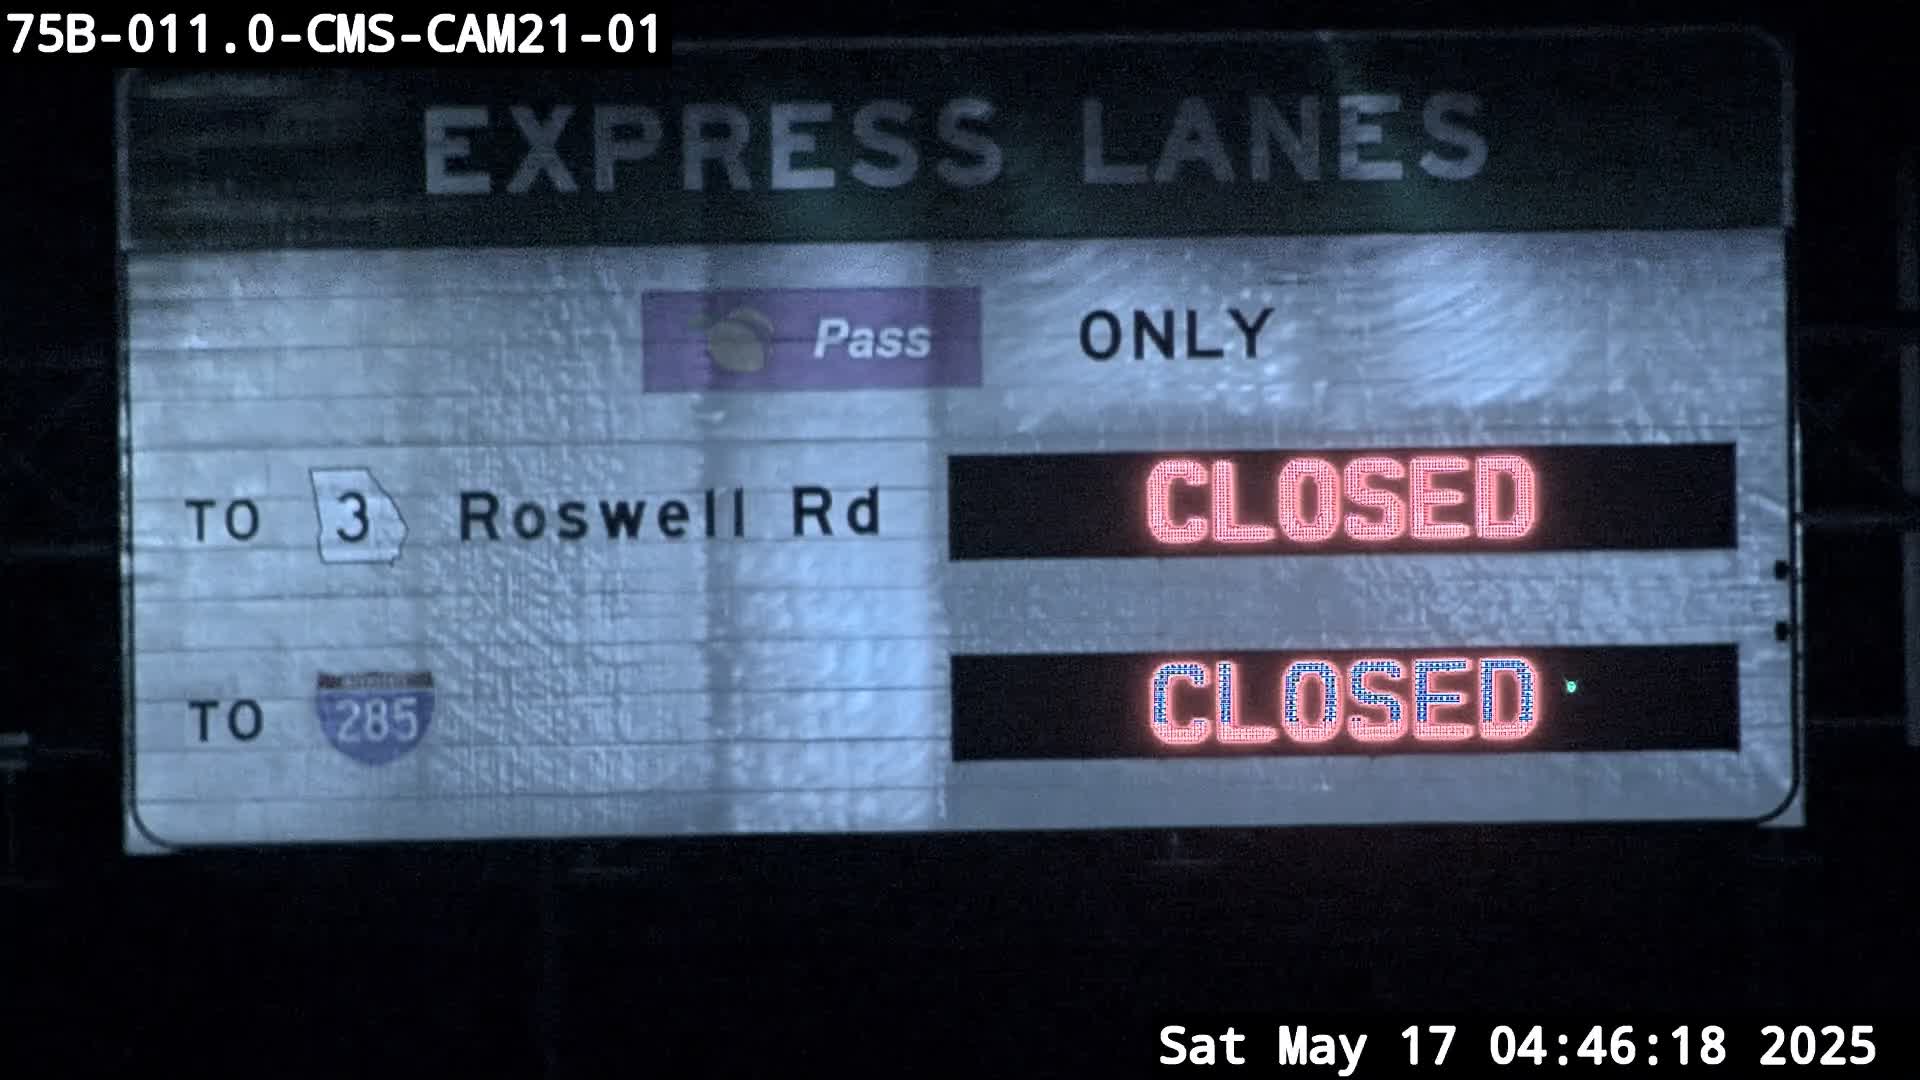 75B-011.0-CMS-CAM21-01
EXPRESS LANES
Pass ONLY
TO 3 Roswell Rd CLOSED
TO 285 CLOSED
Sat May 17 04:46:18 2025